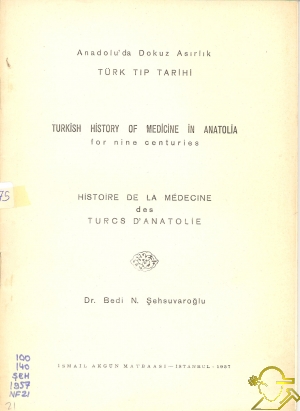 Anadolu'da Dokuz Asırlık
TÜRK TIP TARİHİ
TURKİSH HİSTORY OF MEDİCİNE İN ANATOLİA
for nine centuries
HISTOIRE DE LA MÉDECINE
des
TURCS D'ANATOLIE
75
Dr. Bedi N. Şehsuvaroğlu
100
140
ŞEH
1957
NF21
21
İSMAİL AKGÜN MATBAASI — İSTANBUL - 1957